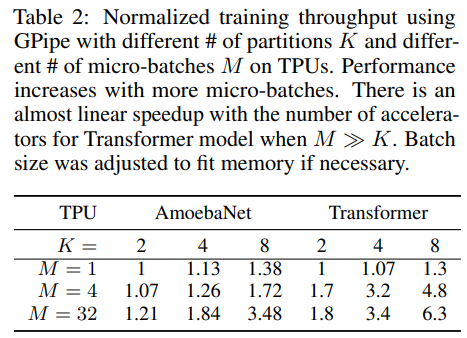 Table 2: Normalized training throughput using
GPipe with different # of partitions K and differ-
ent # of micro-batches M on TPUs. Performance
increases with more micro-batches. There is an
almost linear speedup with the number of accelera-
tors for Transformer model when M ≫ K. Batch
size was adjusted to fit memory if necessary.
TPU AmoebaNet Transformer
K = 2 4 8 2 4 8
M = 1 1 1.13 1.38 1 1.07 1.3
M = 4 1.07 1.26 1.72 1.7 3.2 4.8
M = 32 1.21 1.84 3.48 1.8 3.4 6.3